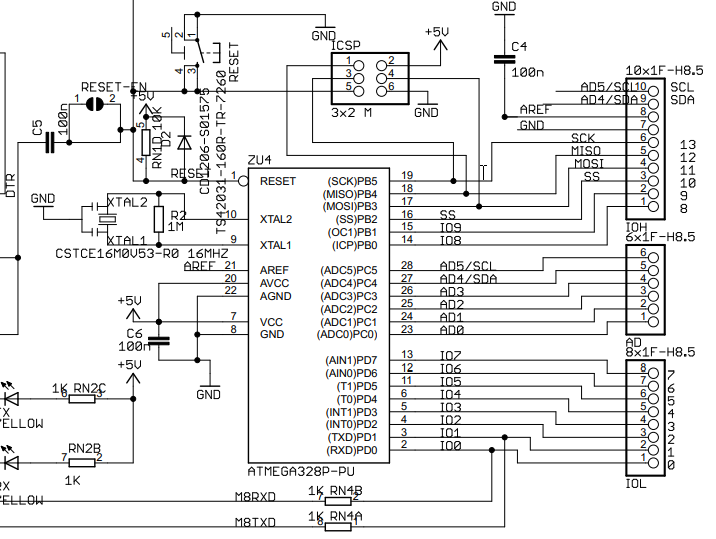 GND
ICSP
+5V
GND
C4
100n
RESET
5
1
2
4
3
1
2
3
4
5
6
3x2 M
GND
RESET-EN
1
2
+5V
C5
100n
RN1D 10K
5
4
D2
CD1206-S01575
TS42031-160R-TR-7260
RESET
DTR
10x1F-H8.5
AD5/SCL
10
SCL
AD4/SDA
9
SDA
AREF
8
GND
7
SCK
6
13
MISO
5
12
MOSI
4
11
SS
3
10
2
9
1
8
IOH
ZU4
1
RESET
(SCK)PB5
19
(MISO)PB4
18
(MOSI)PB3
17
GND
XTAL2
R2
1M
10
XTAL2
(SS)PB2
16
SS
(OC1)PB1
15
IO9
XTAL1
9
XTAL1
(ICP)PB0
14
IO8
CSTCE16M0V53-R0 16MHZ
6x1F-H8.5
AREF
21
AREF
(ADC5)PC5
28
AD5/SCL
6
20
AVCC
(ADC4)PC4
27
AD4/SDA
5
22
AGND
(ADC3)PC3
26
AD3
4
(ADC2)PC2
25
AD2
3
+5V
7
VCC
(ADC1)PC1
24
AD1
2
8
GND
(ADC0)PC0)
23
AD0
1
C6
100n
AD
8x1F-H8.5
+5V
GND
(AIN1)PD7
13
IO7
8
7
(AIN0)PD6
12
IO6
7
6
(T1)PD5
11
IO5
6
5
(T0)PD4
6
IO4
5
4
(INT1)PD3
5
IO3
4
3
(INT0)PD2
4
IO2
3
2
(TXD)PD1
3
IO1
2
1
(RXD)PD0
2
IO0
1
0
IOL
1K RN2C
6
3
YELLOW
RN2B
7
2
1K
RX
YELLOW
ATMEGA328P-PU
M8RXD
1K RN4B
7
2
M8TXD
1K RN4A
8
1